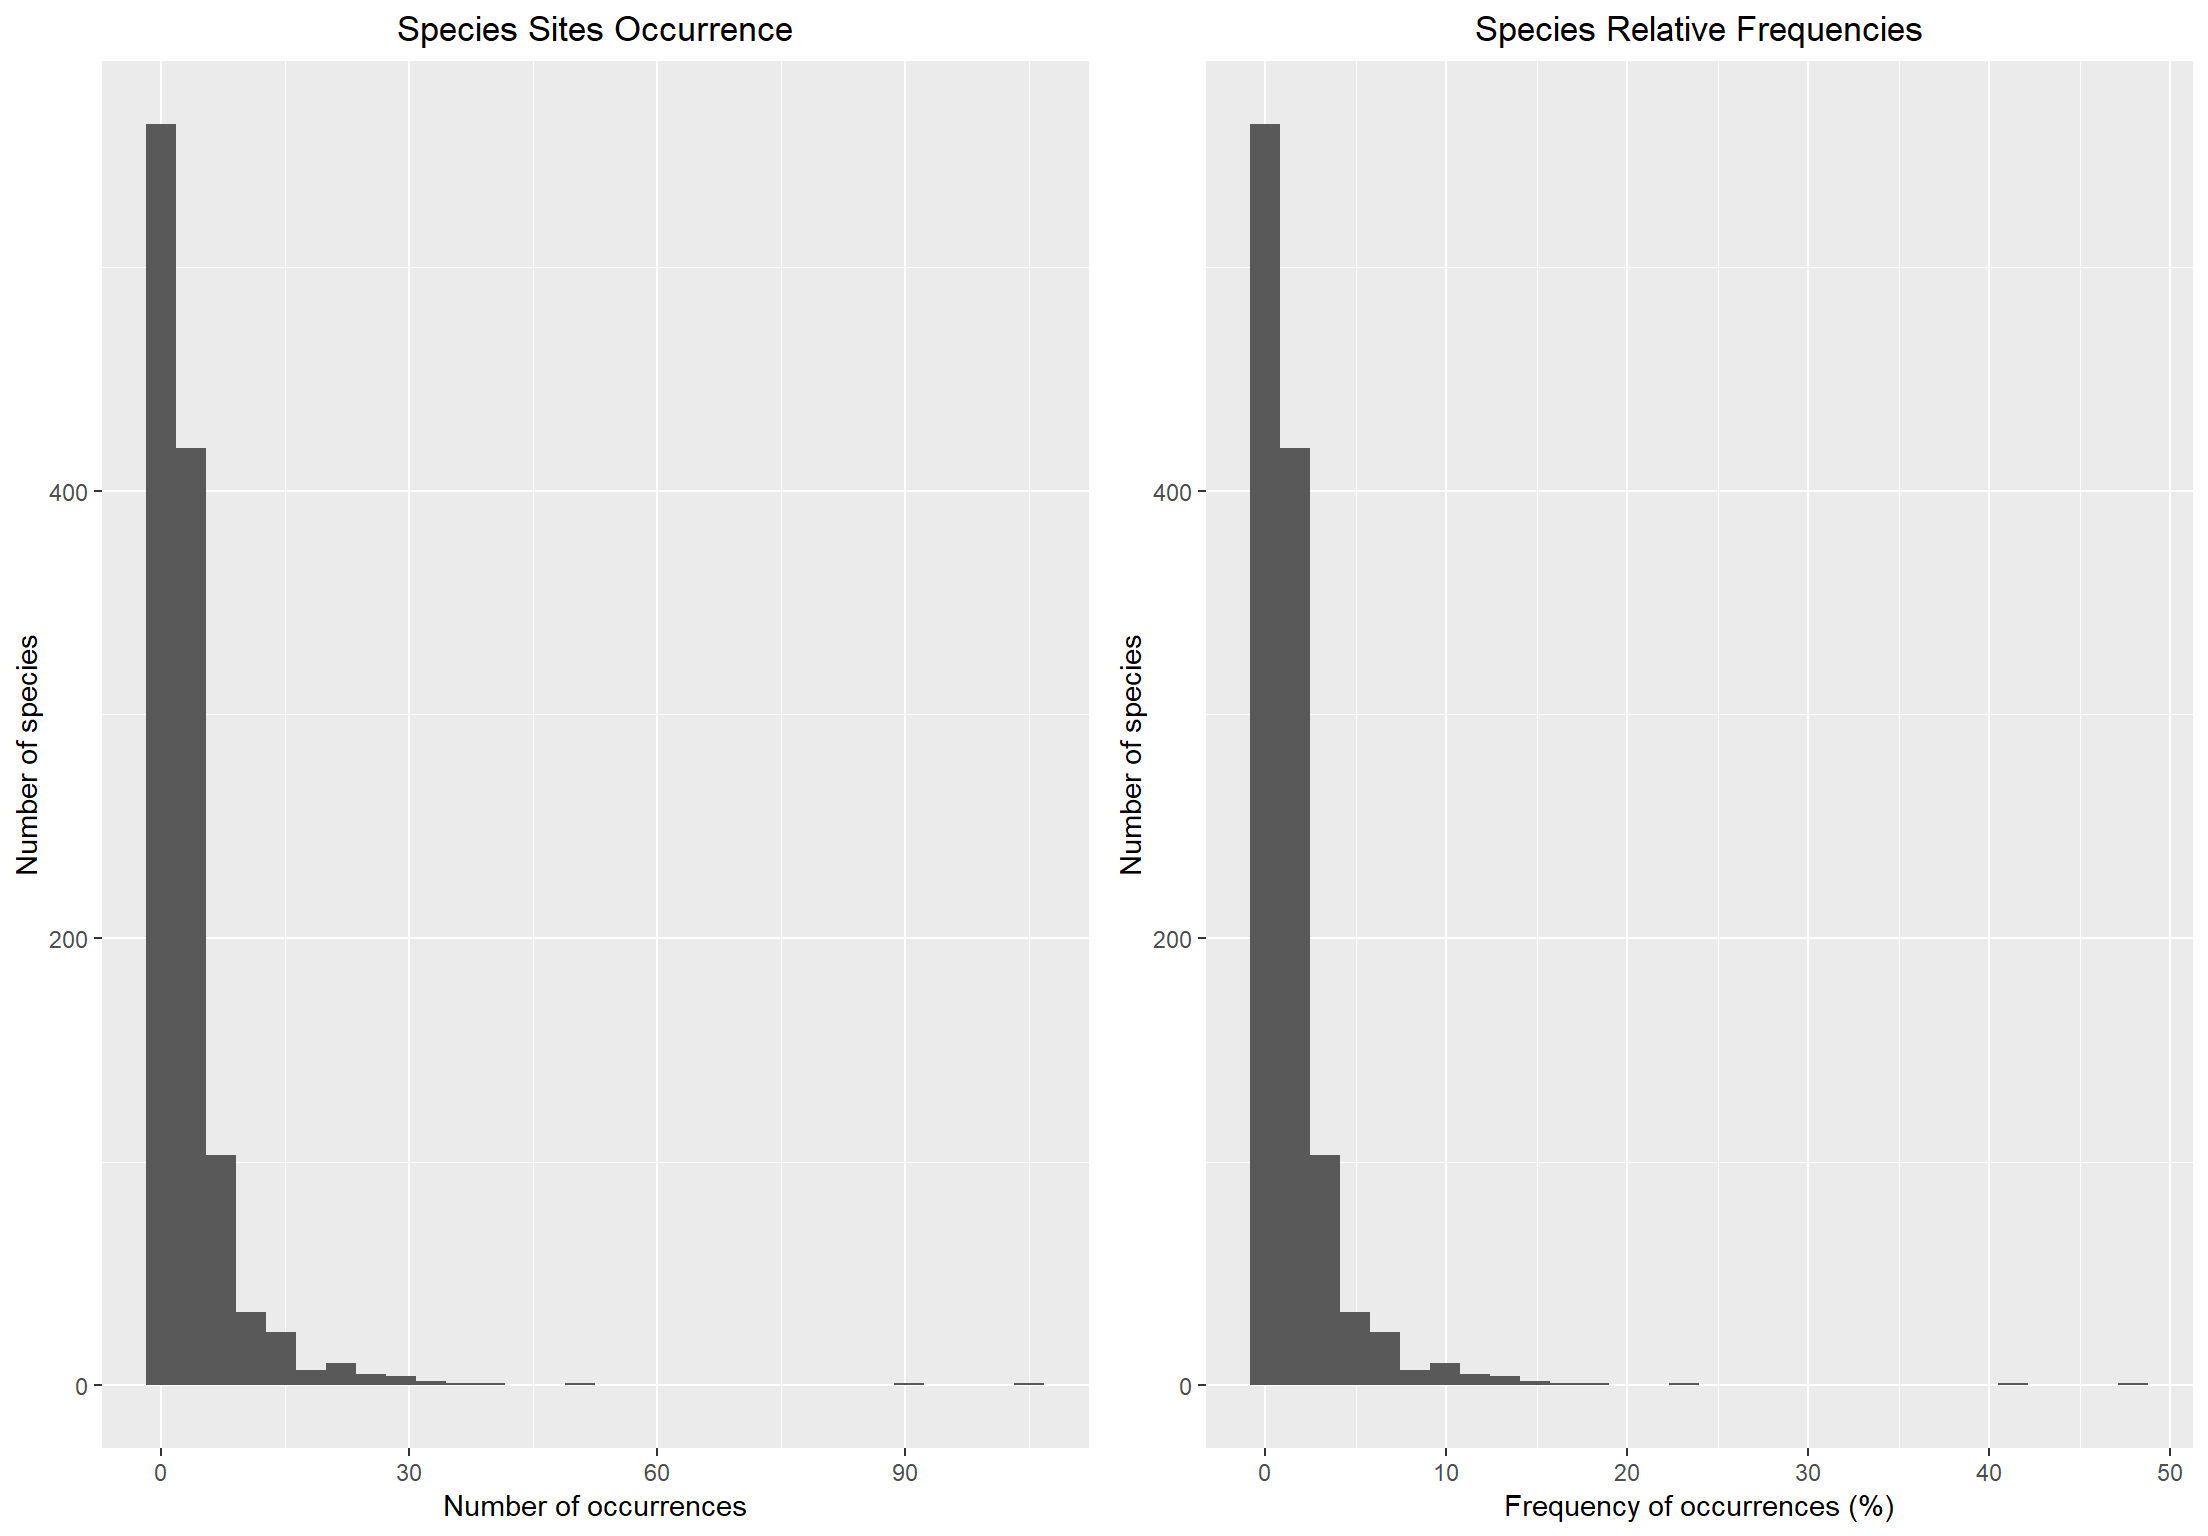 Species Sites Occurrence
Number of species
400
200
0
0 30 60 90
Number of occurrences
Species Relative Frequencies
Number of species
400
200
0
0 10 20 30 40 50
Frequency of occurrences (%)